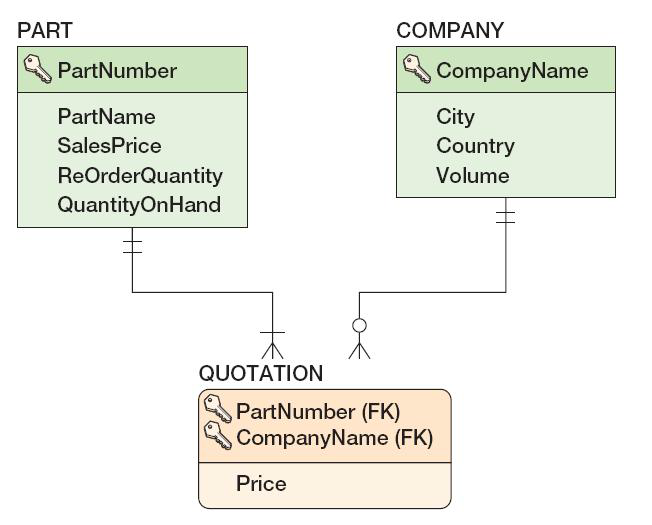 PART
PartNumber
PartName
SalesPrice
ReOrderQuantity
QuantityOnHand
COMPANY
CompanyName
City
Country
Volume
QUOTATION
PartNumber (FK)
CompanyName (FK)
Price